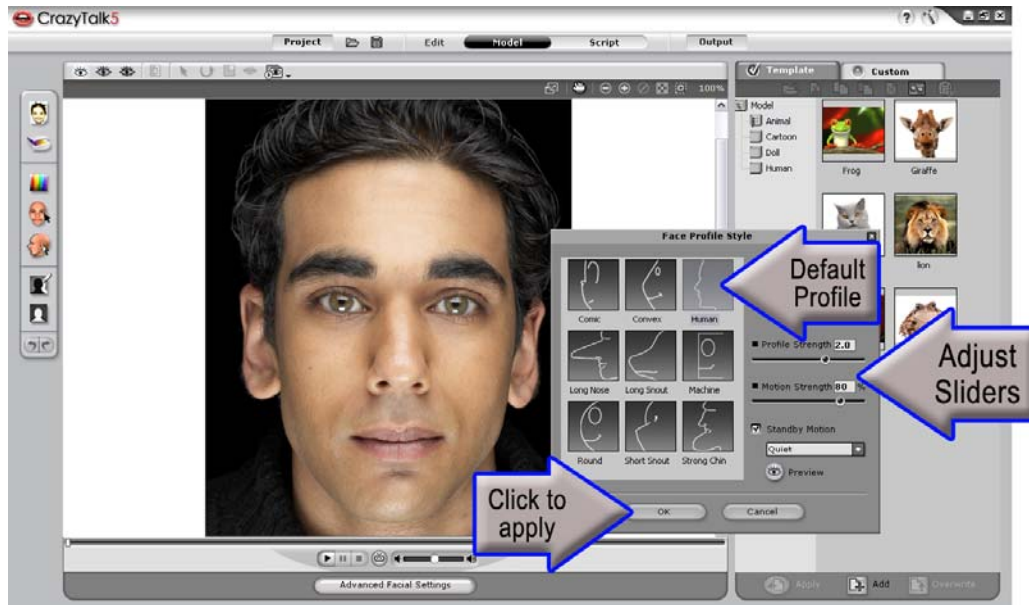 CrazyTalk5
Project Edit Model Script Output
100%
Template Custom
Model
Animal
Cartoon
Doll
Human
Frog Giraffe
lion
Face Profile Style
Comic Convex Human
Long Nose Long Snout Machine
Round Short Snout Strong Chin
Default
Profile
Profile Strength 2.0
Motion Strength 80 %
Adjust
Sliders
Standby Motion
Quiet
Preview
Click to
apply
OK Cancel
Advanced Facial Settings
Apply Add Overwrite